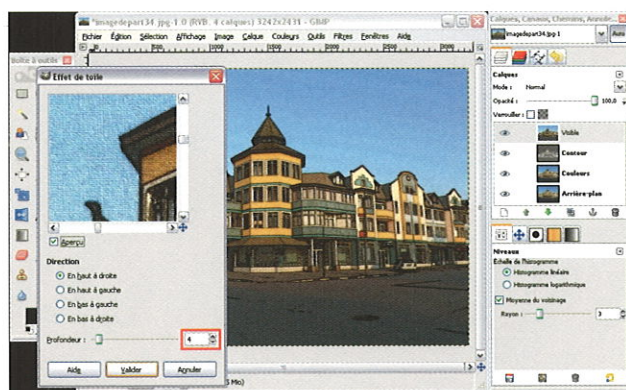 *imagedepart34.jpg-1.0 (RVB, 4 calques) 3242x2431 - GIMP
Fichier Édition Sélection Affichage Image Calque Couleurs Outils Filtres Fenêtres Aide
Boîte à outils
Effet de toile
Aperçu
Direction
En haut à droite
En haut à gauche
En bas à gauche
En bas à droite
Profondeur : 4
Aide Valider Annuler
Mio)
Calques, Canaux, Chemins, Annule...
imagedepart34.jpg-1 Auto
Calques
Mode : Normal
Opacité : 100,0
Verrouiller :
Visible
Contour
Couleurs
Arrière-plan
Niveaux
Échelle de l'histogramme
Histogramme linéaire
Histogramme logarithmique
Moyenne du voisinage
Rayon : 3